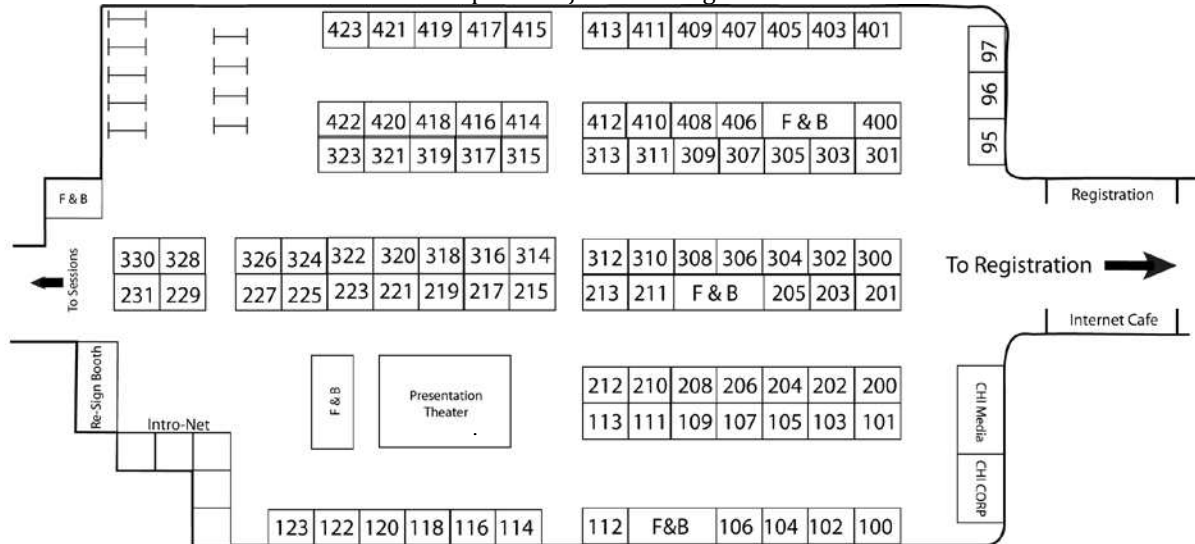 423 421 419 417 415 413 411 409 407 405 403 401
97
96
95
422 420 418 416 414 412 410 408 406 F & B 400
323 321 319 317 315 313 311 309 307 305 303 301
F & B
Registration
330 328 326 324 322 320 318 316 314 312 310 308 306 304 302 300
To Registration
To Sessions
231 229 227 225 223 221 219 217 215 213 211 F & B 205 203 201
Internet Cafe
Re-Sign Booth
F & B
Presentation
Theater
212 210 208 206 204 202 200
113 111 109 107 105 103 101
CHI Media
Intro-Net
CHI CORP
123 122 120 118 116 114 112 F&B 106 104 102 100